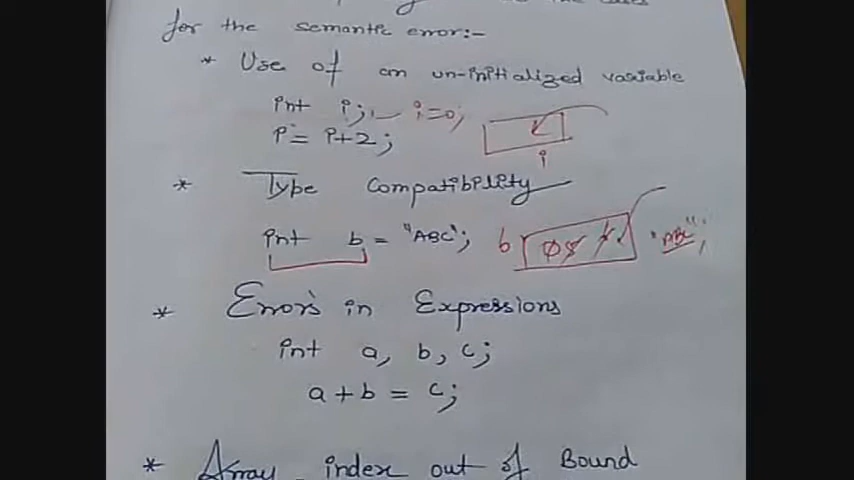 for the semantic error:-
* Use of an un-initialized variable
int i; i=0;
i = i+2;
i
* Type Compatibility
int b = "ABC"; b "ABC";
* Errors in Expressions
int a, b, c;
a + b = c;
* Array index out of Bound